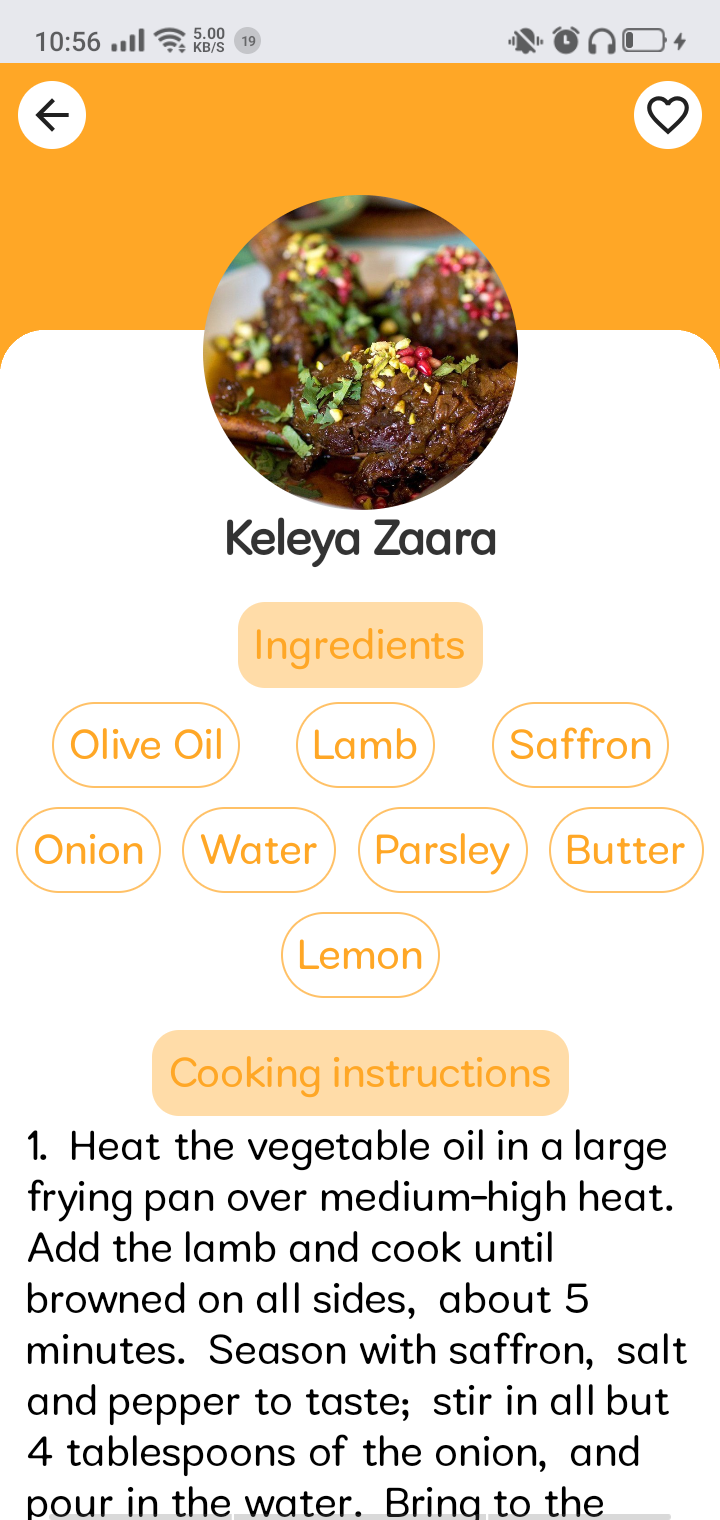 10:56 5.00 KB/S 19
Keleya Zaara
Ingredients
Olive Oil Lamb Saffron
Onion Water Parsley Butter
Lemon
Cooking instructions
1. Heat the vegetable oil in a large
frying pan over medium-high heat.
Add the lamb and cook until
browned on all sides, about 5
minutes. Season with saffron, salt
and pepper to taste; stir in all but
4 tablespoons of the onion, and
pour in the water. Bring to the